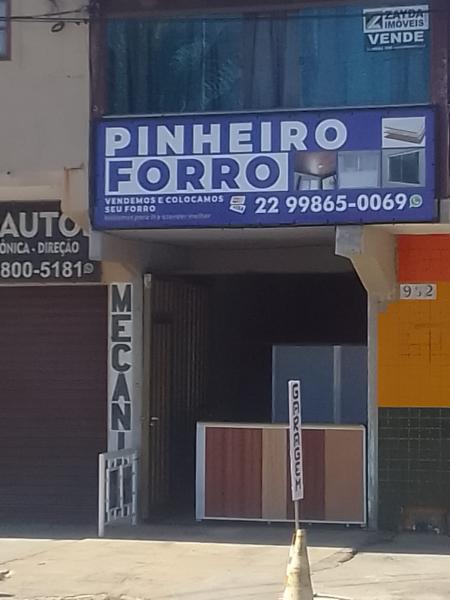 ZAYDA
IMÓVEIS
VENDE
PINHEIRO
FORRO
VENDEMOS E COLOCAMOS
SEU FORRO
22 99865-0069
AUTO
ÔNICA - DIREÇÃO
800-5181
952
MECANI
GARAGEM